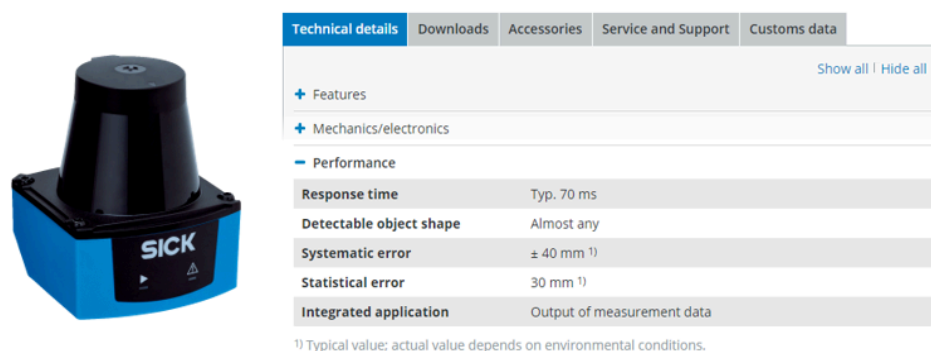 SICK
Technical details Downloads Accessories Service and Support Customs data
Show all | Hide all
+ Features
+ Mechanics/electronics
− Performance
Response time Typ. 70 ms
Detectable object shape Almost any
Systematic error ± 40 mm 1)
Statistical error 30 mm 1)
Integrated application Output of measurement data
1) Typical value; actual value depends on environmental conditions.